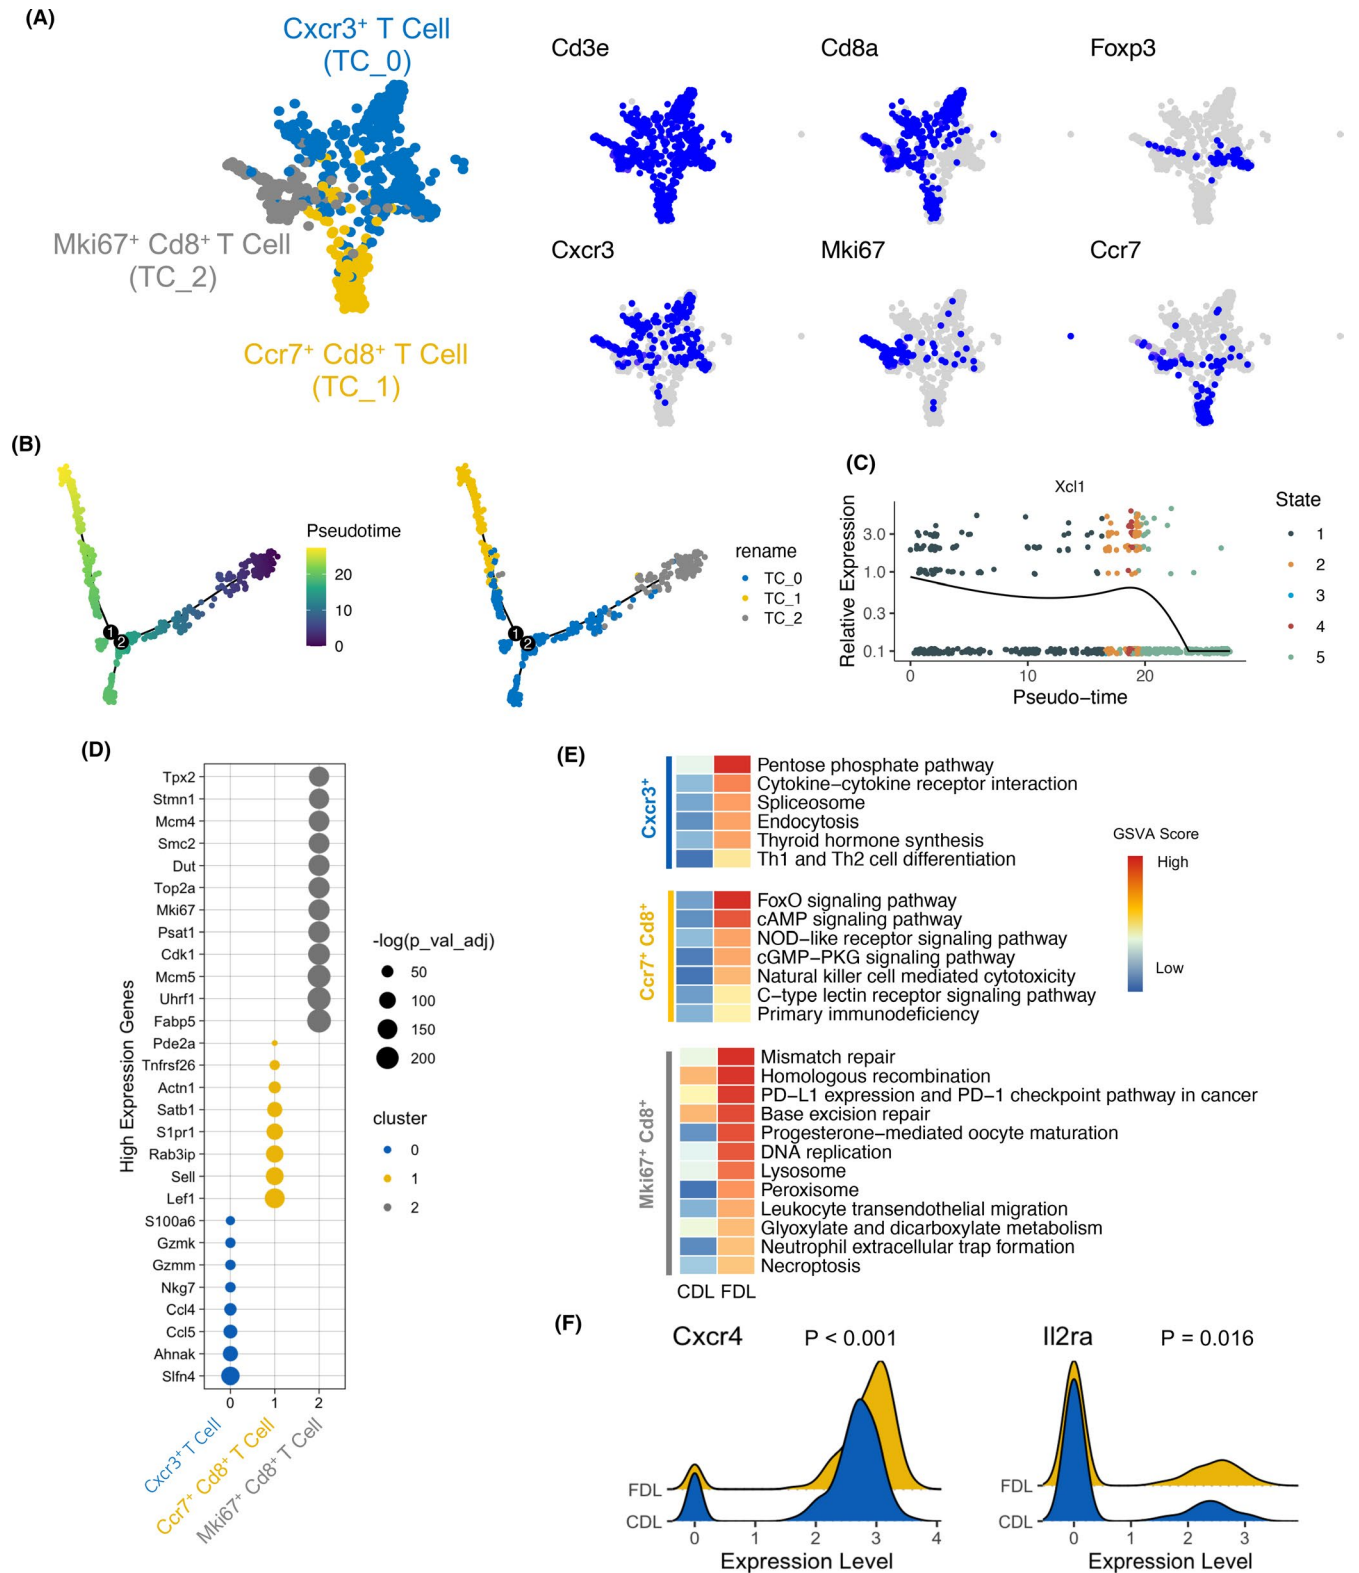 (A)
Cxcr3⁺ T Cell
(TC_0)
Mki67⁺ Cd8⁺ T Cell
(TC_2)
Ccr7⁺ Cd8⁺ T Cell
(TC_1)
Cd3e
Cd8a
Foxp3
Cxcr3
Mki67
Ccr7
(B)
1
2
Pseudotime
20
10
0
1
2
rename
TC_0
TC_1
TC_2
(C)
Xcl1
Relative Expression
3.0
1.0
0.3
0.1
0
10
20
Pseudo−time
State
1
2
3
4
5
(D)
High Expression Genes
Tpx2
Stmn1
Mcm4
Smc2
Dut
Top2a
Mki67
Psat1
Cdk1
Mcm5
Uhrf1
Fabp5
Pde2a
Tnfrsf26
Actn1
Satb1
S1pr1
Rab3ip
Sell
Lef1
S100a6
Gzmk
Gzmm
Nkg7
Ccl4
Ccl5
Ahnak
Slfn4
0
1
2
Cxcr3⁺ T Cell
Ccr7⁺ Cd8⁺ T Cell
Mki67⁺ Cd8⁺ T Cell
-log(p_val_adj)
50
100
150
200
cluster
0
1
2
(E)
Cxcr3⁺
Pentose phosphate pathway
Cytokine−cytokine receptor interaction
Spliceosome
Endocytosis
Thyroid hormone synthesis
Th1 and Th2 cell differentiation
Ccr7⁺ Cd8⁺
FoxO signaling pathway
cAMP signaling pathway
NOD−like receptor signaling pathway
cGMP−PKG signaling pathway
Natural killer cell mediated cytotoxicity
C−type lectin receptor signaling pathway
Primary immunodeficiency
Mki67⁺ Cd8⁺
Mismatch repair
Homologous recombination
PD−L1 expression and PD−1 checkpoint pathway in cancer
Base excision repair
Progesterone−mediated oocyte maturation
DNA replication
Lysosome
Peroxisome
Leukocyte transendothelial migration
Glyoxylate and dicarboxylate metabolism
Neutrophil extracellular trap formation
Necroptosis
CDL FDL
GSVA Score
High
Low
(F)
Cxcr4
P < 0.001
FDL
CDL
0
1
2
3
4
Expression Level
Il2ra
P = 0.016
FDL
CDL
0
1
2
3
Expression Level